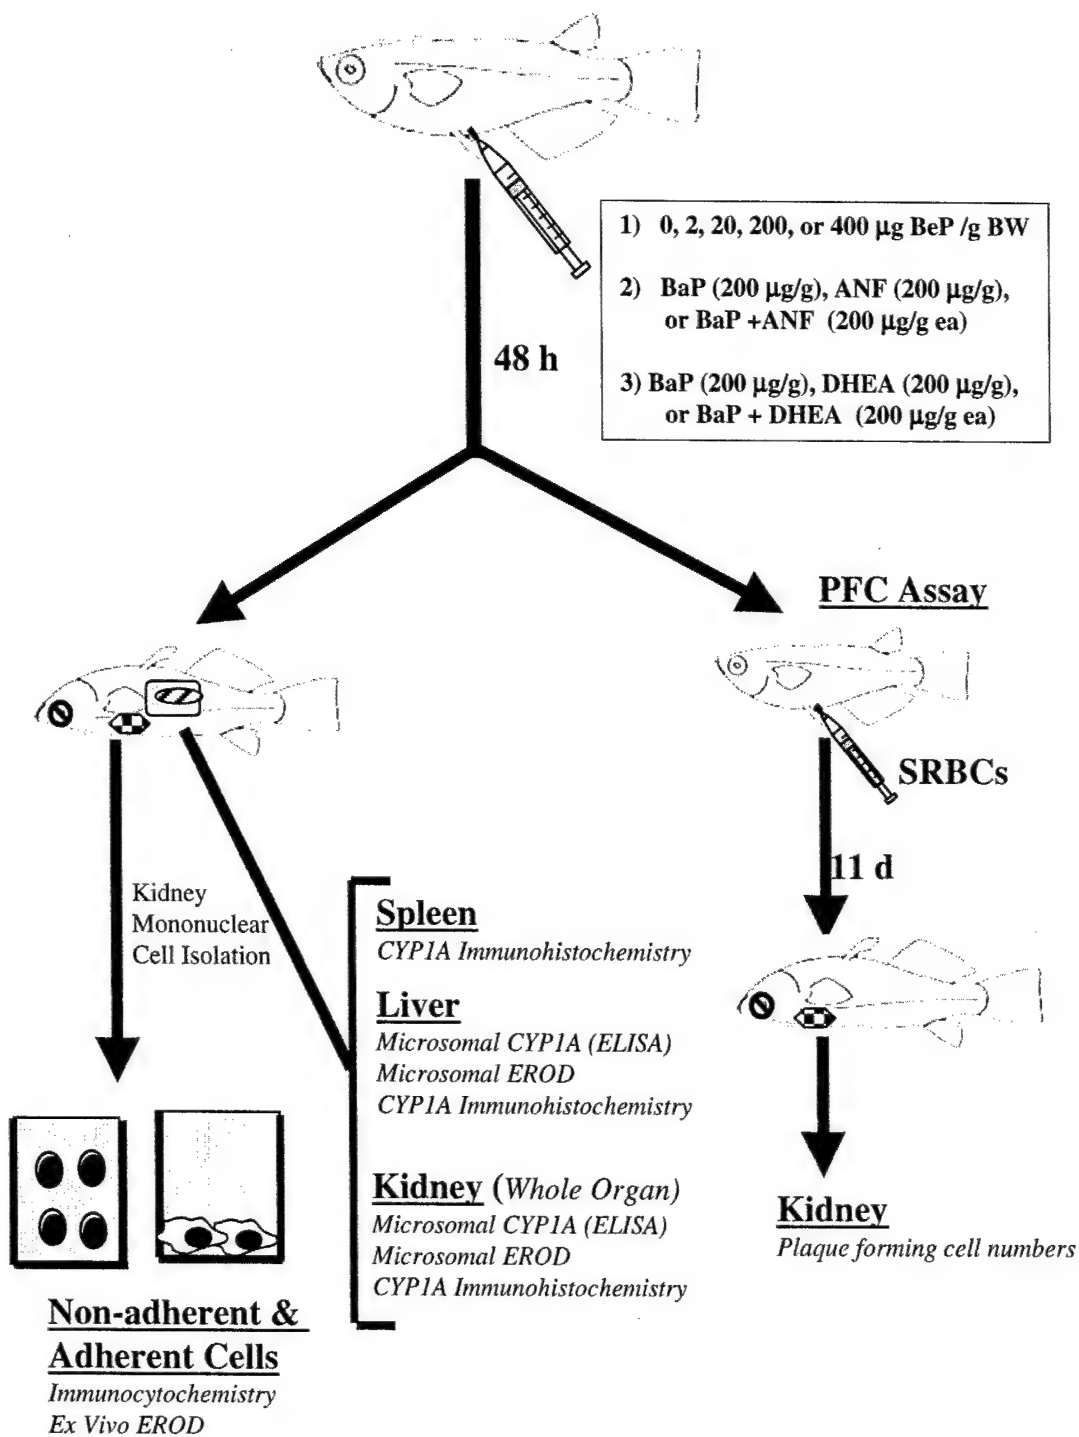 1) 0, 2, 20, 200, or 400 µg BeP /g BW
2) BaP (200 µg/g), ANF (200 µg/g),
or BaP +ANF (200 µg/g ea)
3) BaP (200 µg/g), DHEA (200 µg/g),
or BaP + DHEA (200 µg/g ea)
48 h
PFC Assay
SRBCs
11 d
Kidney
Mononuclear
Cell Isolation
Spleen
CYP1A Immunohistochemistry
Liver
Microsomal CYP1A (ELISA)
Microsomal EROD
CYP1A Immunohistochemistry
Kidney (Whole Organ)
Microsomal CYP1A (ELISA)
Microsomal EROD
CYP1A Immunohistochemistry
Kidney
Plaque forming cell numbers
Non-adherent &
Adherent Cells
Immunocytochemistry
Ex Vivo EROD